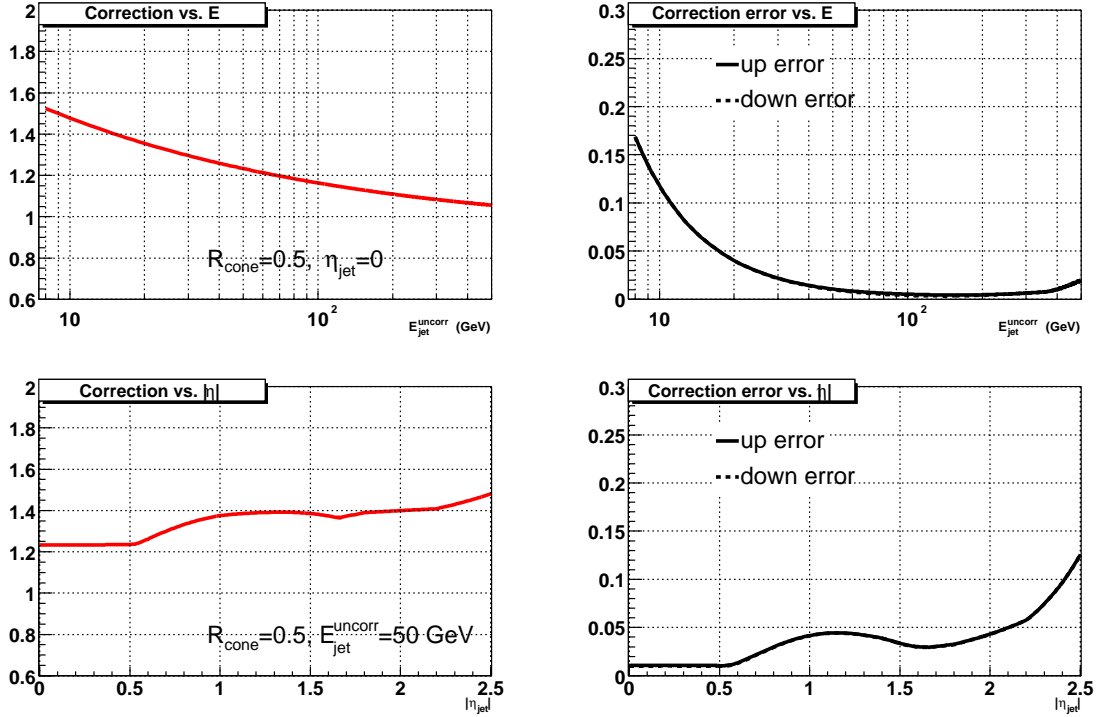 Correction vs. E
2
1.8
1.6
1.4
1.2
1
0.8
0.6
R_cone=0.5, η_jet=0
10
10^2
E_jet^uncorr (GeV)
Correction error vs. E
0.3
0.25
0.2
0.15
0.1
0.05
0
up error
down error
10
10^2
E_jet^uncorr (GeV)
Correction vs. |η|
2
1.8
1.6
1.4
1.2
1
0.8
0.6
R_cone=0.5, E_jet^uncorr=50 GeV
0 0.5 1 1.5 2 2.5
|η_jet|
Correction error vs. |η|
0.3
0.25
0.2
0.15
0.1
0.05
0
up error
down error
0 0.5 1 1.5 2 2.5
|η_jet|